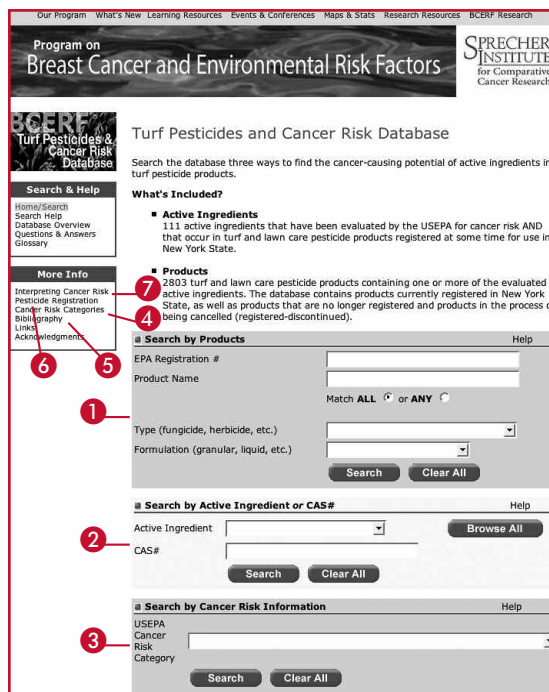 Our Program What's New Learning Resources Events & Conferences Maps & Stats Research Resources BCERF Research
Program on
Breast Cancer and Environmental Risk Factors
SPRECHER
INSTITUTE
for Comparative
Cancer Research
BCERF
Turf Pesticides &
Cancer Risk
Database
Search & Help
Home/Search
Search Help
Database Overview
Questions & Answers
Glossary
More Info
Interpreting Cancer Risk
Pesticide Registration
Cancer Risk Categories
Bibliography
Links
Acknowledgments
7
4
5
6
Turf Pesticides and Cancer Risk Database
Search the database three ways to find the cancer-causing potential of active ingredients in
turf pesticide products.
What's Included?
Active Ingredients
111 active ingredients that have been evaluated by the USEPA for cancer risk AND
that occur in turf and lawn care pesticide products registered at some time for use in
New York State.
Products
2803 turf and lawn care pesticide products containing one or more of the evaluated
active ingredients. The database contains products currently registered in New York
State, as well as products that are no longer registered and products in the process
being cancelled (registered-discontinued).
1
Search by Products Help
EPA Registration #
Product Name
Match ALL or ANY
Type (fungicide, herbicide, etc.)
Formulation (granular, liquid, etc.)
Search Clear All
2
Search by Active Ingredient or CAS# Help
Active Ingredient Browse All
CAS#
Search Clear All
3
Search by Cancer Risk Information Help
USEPA
Cancer
Risk
Category
Search Clear All